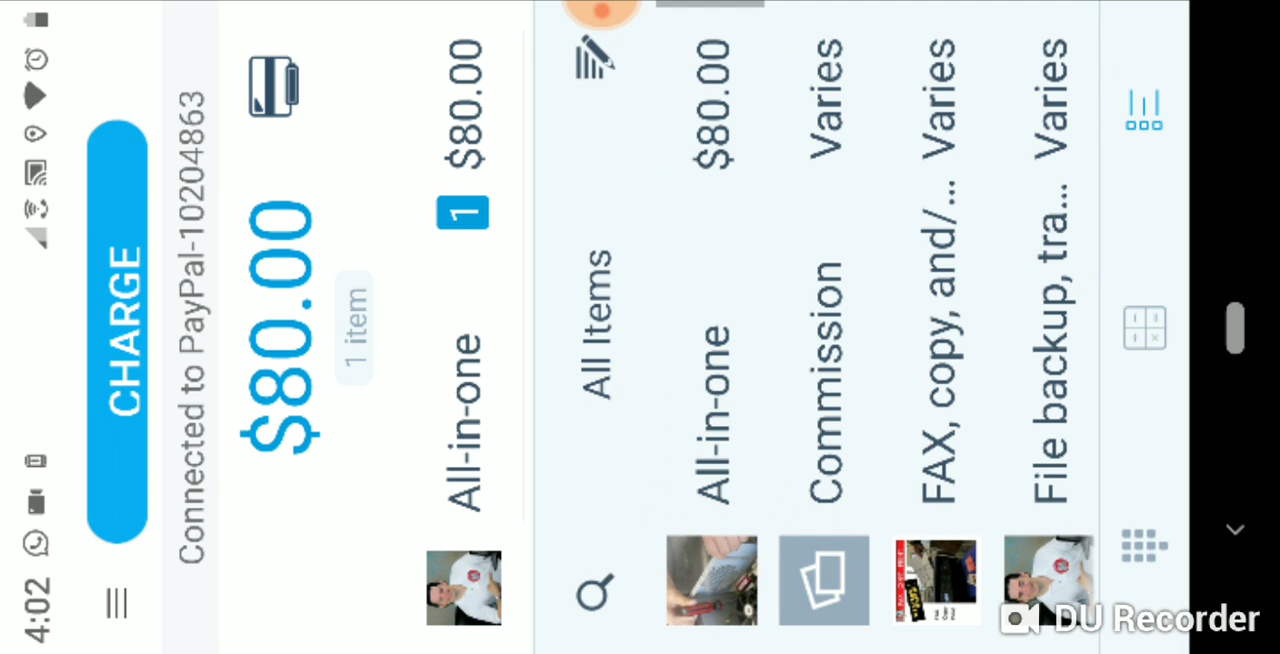 4:02
CHARGE
Connected to PayPal-10204863
$80.00
1 item
All-in-one 1 $80.00
All Items
All-in-one $80.00
Commission Varies
FAX, copy, and/... Varies
File backup, tra... Varies
DU Recorder